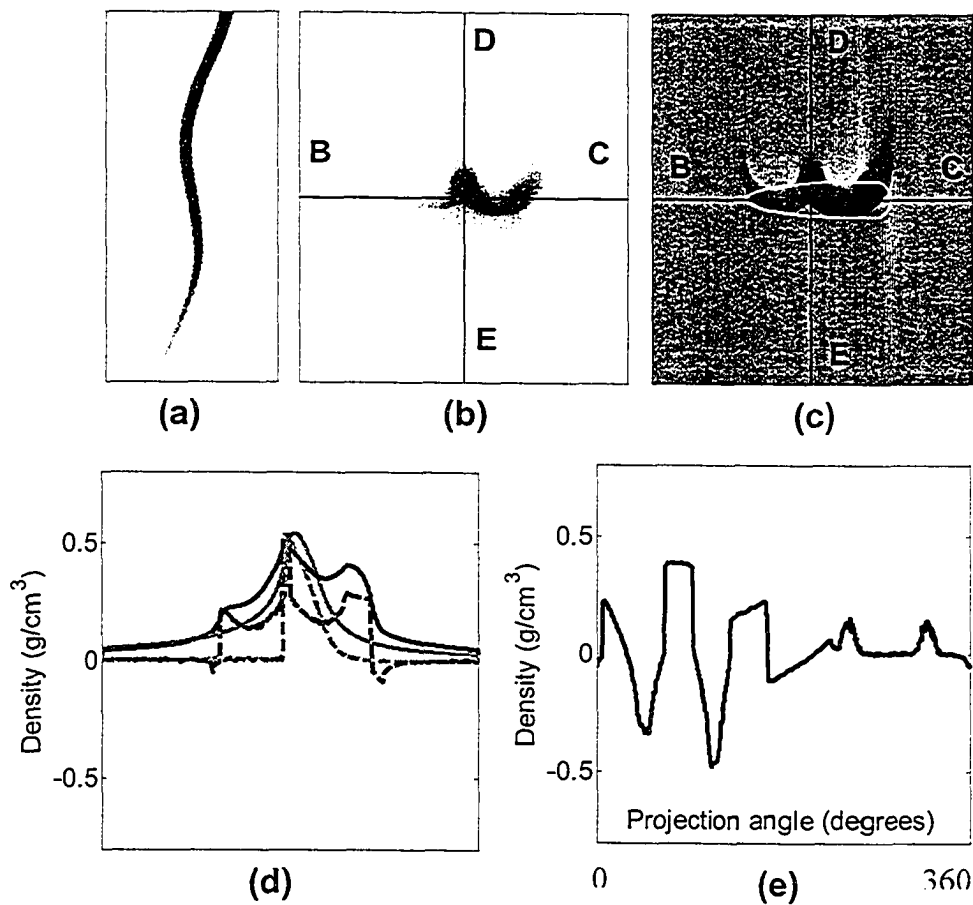 D
B
C
E
(a)
(b)
D
B
C
E
(c)
Density (g/cm³)
0.5
0
-0.5
(d)
Density (g/cm³)
0.5
0
-0.5
Projection angle (degrees)
0
(e)
360